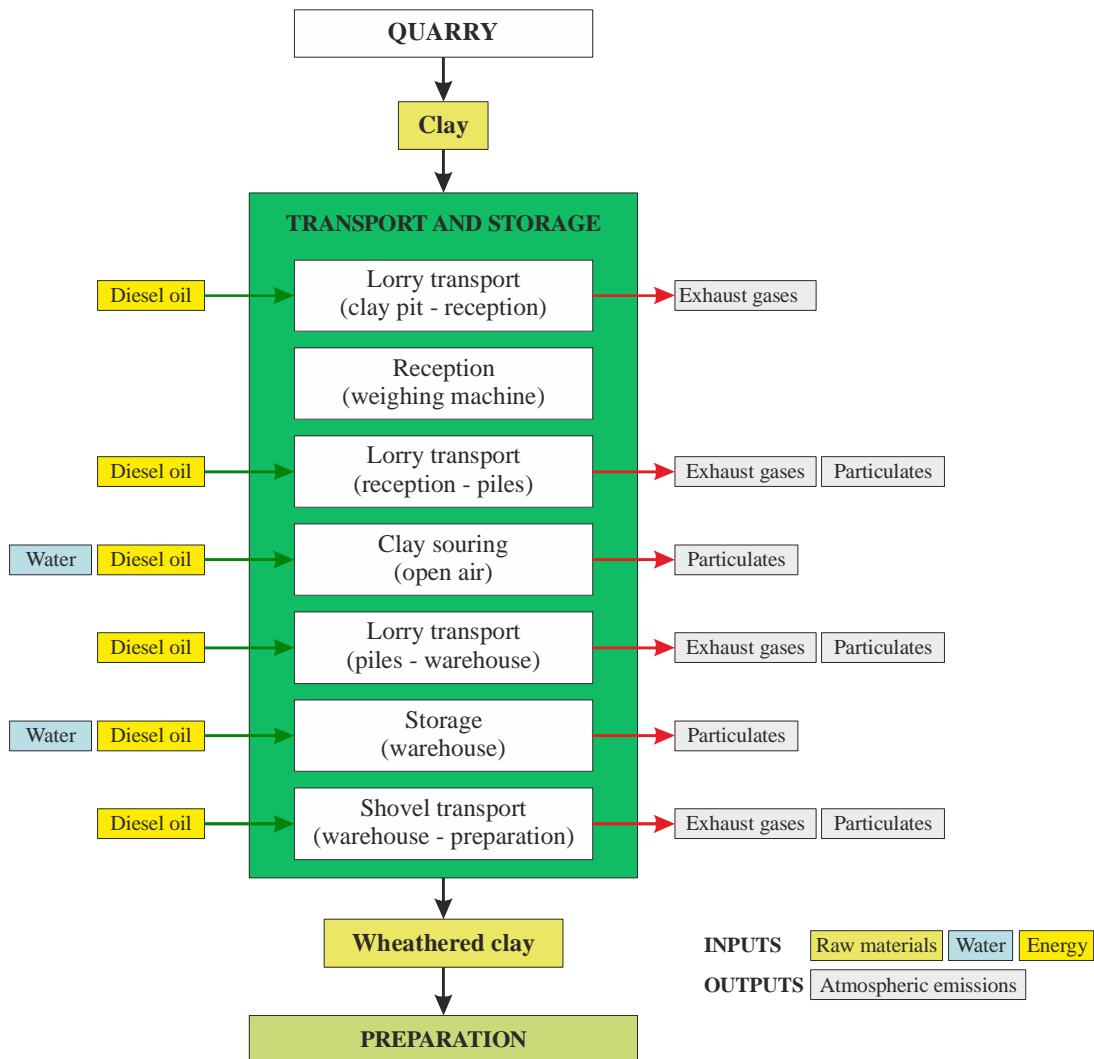 QUARRY
Clay
TRANSPORT AND STORAGE
Diesel oil
Lorry transport
(clay pit - reception)
Exhaust gases
Reception
(weighing machine)
Diesel oil
Lorry transport
(reception - piles)
Exhaust gases
Particulates
Water
Diesel oil
Clay souring
(open air)
Particulates
Diesel oil
Lorry transport
(piles - warehouse)
Exhaust gases
Particulates
Water
Diesel oil
Storage
(warehouse)
Particulates
Diesel oil
Shovel transport
(warehouse - preparation)
Exhaust gases
Particulates
Wheathered clay
INPUTS
Raw materials
Water
Energy
OUTPUTS
Atmospheric emissions
PREPARATION